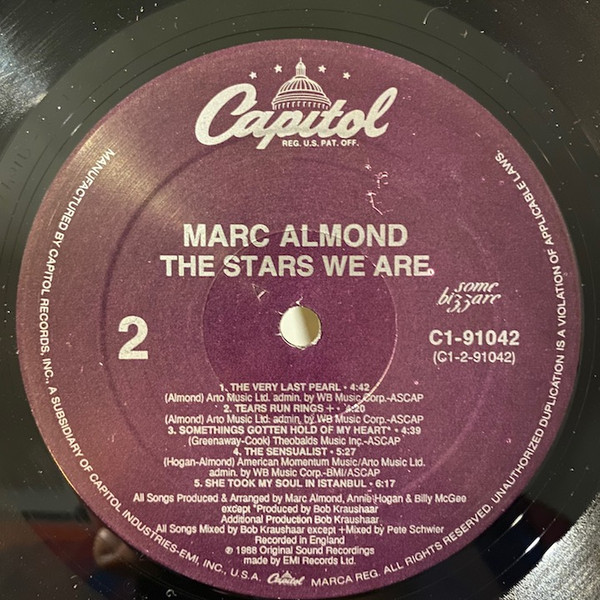 Capitol
REG. U.S. PAT. OFF.
MARC ALMOND
THE STARS WE ARE
some
bizzare
2
C1-91042
(C1-2-91042)
1. THE VERY LAST PEARL • 4:42
(Almond) Arto Music Ltd. admin. by WB Music Corp.-ASCAP
2. TEARS RUN RINGS + • 4:20
(Almond) Arto Music Ltd. admin. by WB Music Corp.-ASCAP
3. SOMETHINGS GOTTEN HOLD OF MY HEART* • 4:39
(Greenaway-Cook) Theobalds Music Inc.-ASCAP
4. THE SENSUALIST • 5:27
(Hogan-Almond) American Momentum Music/Arto Music Ltd.
admin. by WB Music Corp.-BMI/ASCAP
5. SHE TOOK MY SOUL IN ISTANBUL • 6:17
All Songs Produced & Arranged by Marc Almond, Annie Hogan & Billy McGee
except *Produced by Bob Kraushaar
Additional Production Bob Kraushaar
All Songs Mixed by Bob Kraushaar except +Mixed by Pete Schwier
Recorded in England
℗ 1988 Original Sound Recordings
made by EMI Records Ltd.
MANUFACTURED BY CAPITOL RECORDS, INC., A SUBSIDIARY OF CAPITOL INDUSTRIES-EMI, INC., U.S.A. Capitol MARCA REG. ALL RIGHTS RESERVED. UNAUTHORIZED DUPLICATION IS A VIOLATION OF APPLICABLE LAWS.